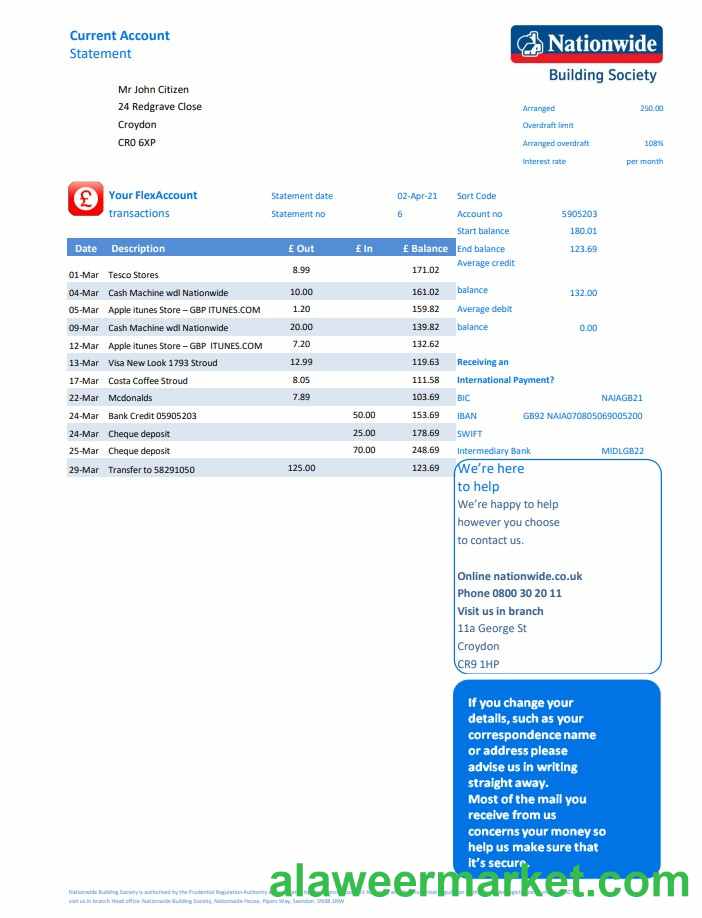 Current Account
Statement
Nationwide
Building Society
Mr John Citizen
24 Redgrave Close
Croydon
CR0 6XP
Arranged 250.00
Overdraft limit
Arranged overdraft 108%
Interest rate per month
Your FlexAccount
transactions
Statement date 02-Apr-21
Statement no 6
Sort Code
Account no 5905203
Start balance 180.01
End balance 123.69
Average credit
balance 132.00
Average debit
balance 0.00
Date Description £ Out £ In £ Balance
01-Mar Tesco Stores 8.99 171.02
04-Mar Cash Machine wdl Nationwide 10.00 161.02
05-Mar Apple itunes Store – GBP ITUNES.COM 1.20 159.82
09-Mar Cash Machine wdl Nationwide 20.00 139.82
12-Mar Apple itunes Store – GBP ITUNES.COM 7.20 132.62
13-Mar Visa New Look 1793 Stroud 12.99 119.63
17-Mar Costa Coffee Stroud 8.05 111.58
22-Mar Mcdonalds 7.89 103.69
24-Mar Bank Credit 05905203 50.00 153.69
24-Mar Cheque deposit 25.00 178.69
25-Mar Cheque deposit 70.00 248.69
29-Mar Transfer to 58291050 125.00 123.69
Receiving an
International Payment?
BIC NAIAGB21
IBAN GB92 NAIA070805069005200
SWIFT
Intermediary Bank MIDLGB22
We’re here
to help
We’re happy to help
however you choose
to contact us.
Online nationwide.co.uk
Phone 0800 30 20 11
Visit us in branch
11a George St
Croydon
CR9 1HP
If you change your
details, such as your
correspondence name
or address please
advise us in writing
straight away.
Most of the mail you
receive from us
concerns your money so
help us make sure that
it’s secure.
Nationwide Building Society is authorised by the Prudential Regulation Authority
visit us in branch Head office Nationwide Building Society, Nationwide House, Pipers Way, Swindon. SN38 1NW
alaweermarket.com